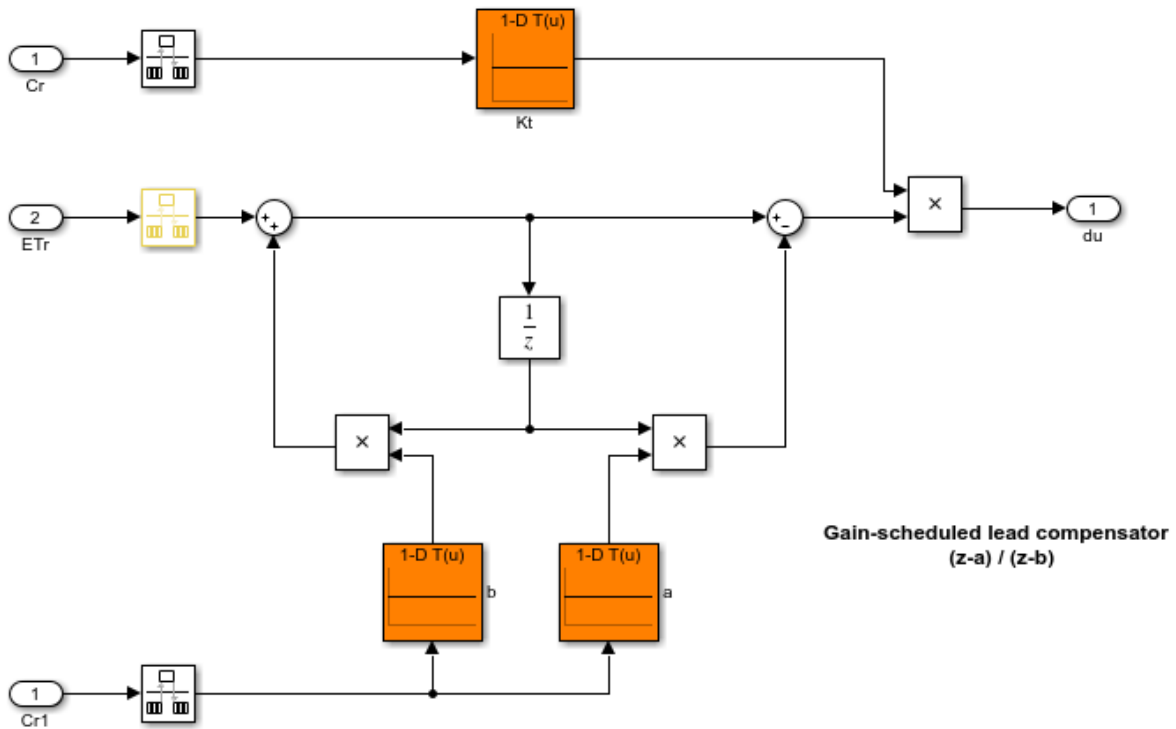 1-D T(u)
1
Cr
Kt
2
ETr
+
+
+
−
×
1
du
1
z
×
×
Gain-scheduled lead compensator
(z-a) / (z-b)
1-D T(u)
b
1-D T(u)
a
1
Cr1